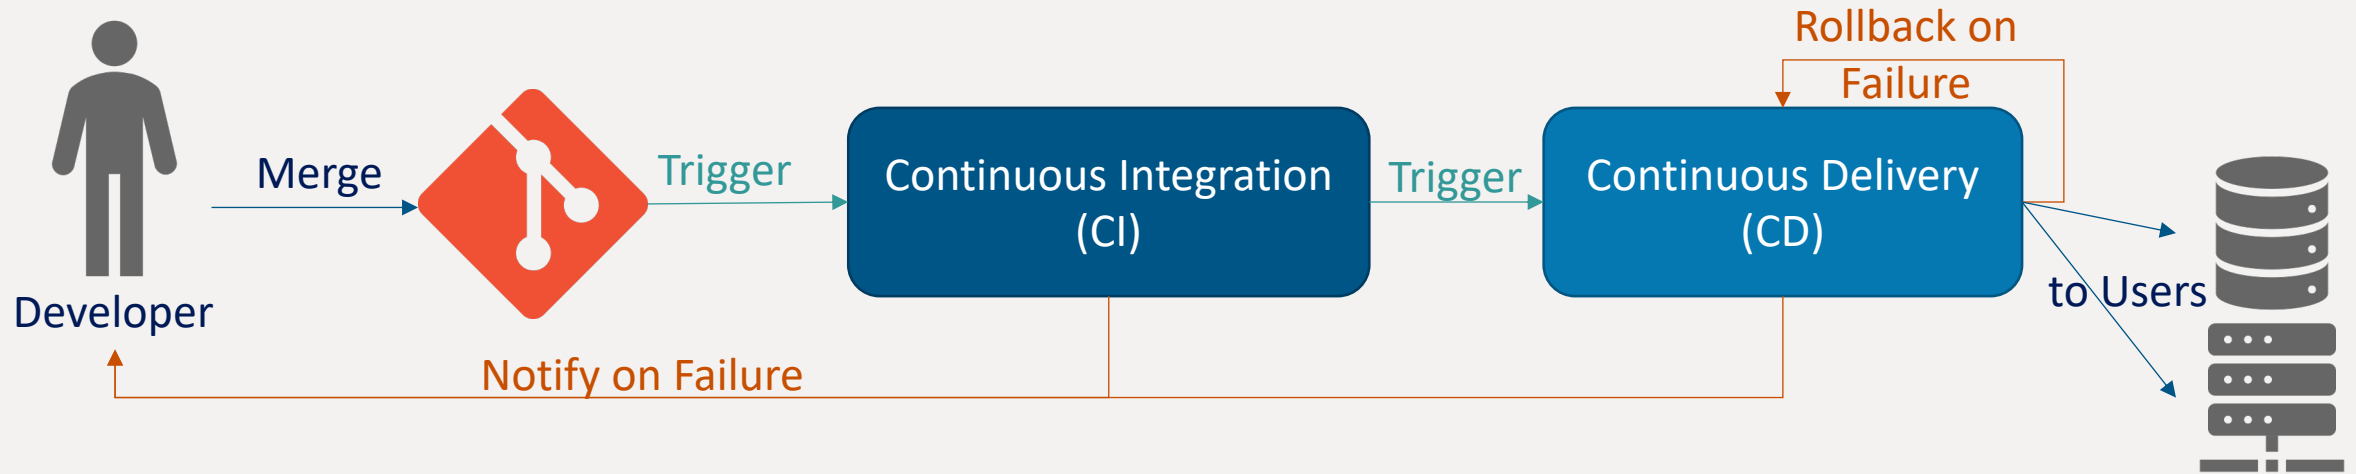 Rollback on
Failure
Merge
Trigger
Continuous Integration
(CI)
Trigger
Continuous Delivery
(CD)
to Users
Developer
Notify on Failure